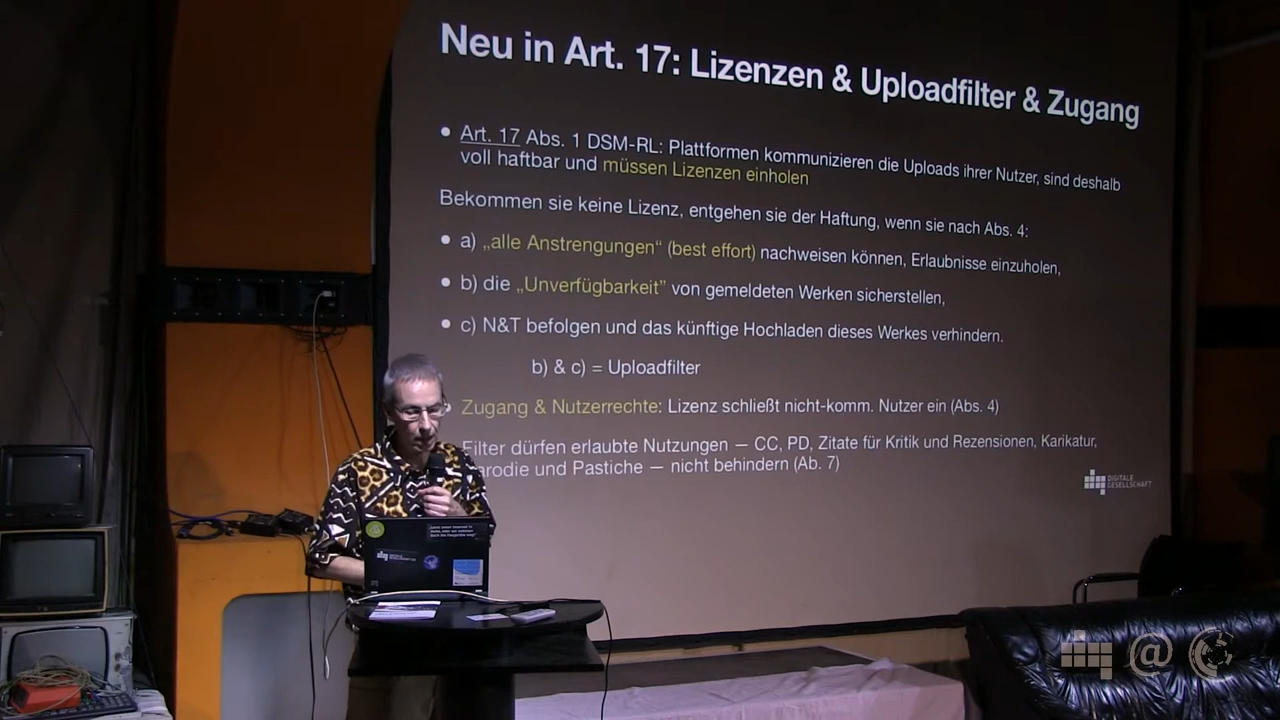 Neu in Art. 17: Lizenzen & Uploadfilter & Zugang
• Art. 17 Abs. 1 DSM-RL: Plattformen kommunizieren die Uploads ihrer Nutzer, sind deshalb
voll haftbar und müssen Lizenzen einholen
Bekommen sie keine Lizenz, entgehen sie der Haftung, wenn sie nach Abs. 4:
• a) „alle Anstrengungen“ (best effort) nachweisen können, Erlaubnisse einzuholen,
• b) die „Unverfügbarkeit” von gemeldeten Werken sicherstellen,
• c) N&T befolgen und das künftige Hochladen dieses Werkes verhindern.
b) & c) = Uploadfilter
Zugang & Nutzerrechte: Lizenz schließt nicht-komm. Nutzer ein (Abs. 4)
Filter dürfen erlaubte Nutzungen — CC, PD, Zitate für Kritik und Rezensionen, Karikatur,
arodie und Pastiche — nicht behindern (Ab. 7)
DIGITALE
GESELLSCHAFT
@